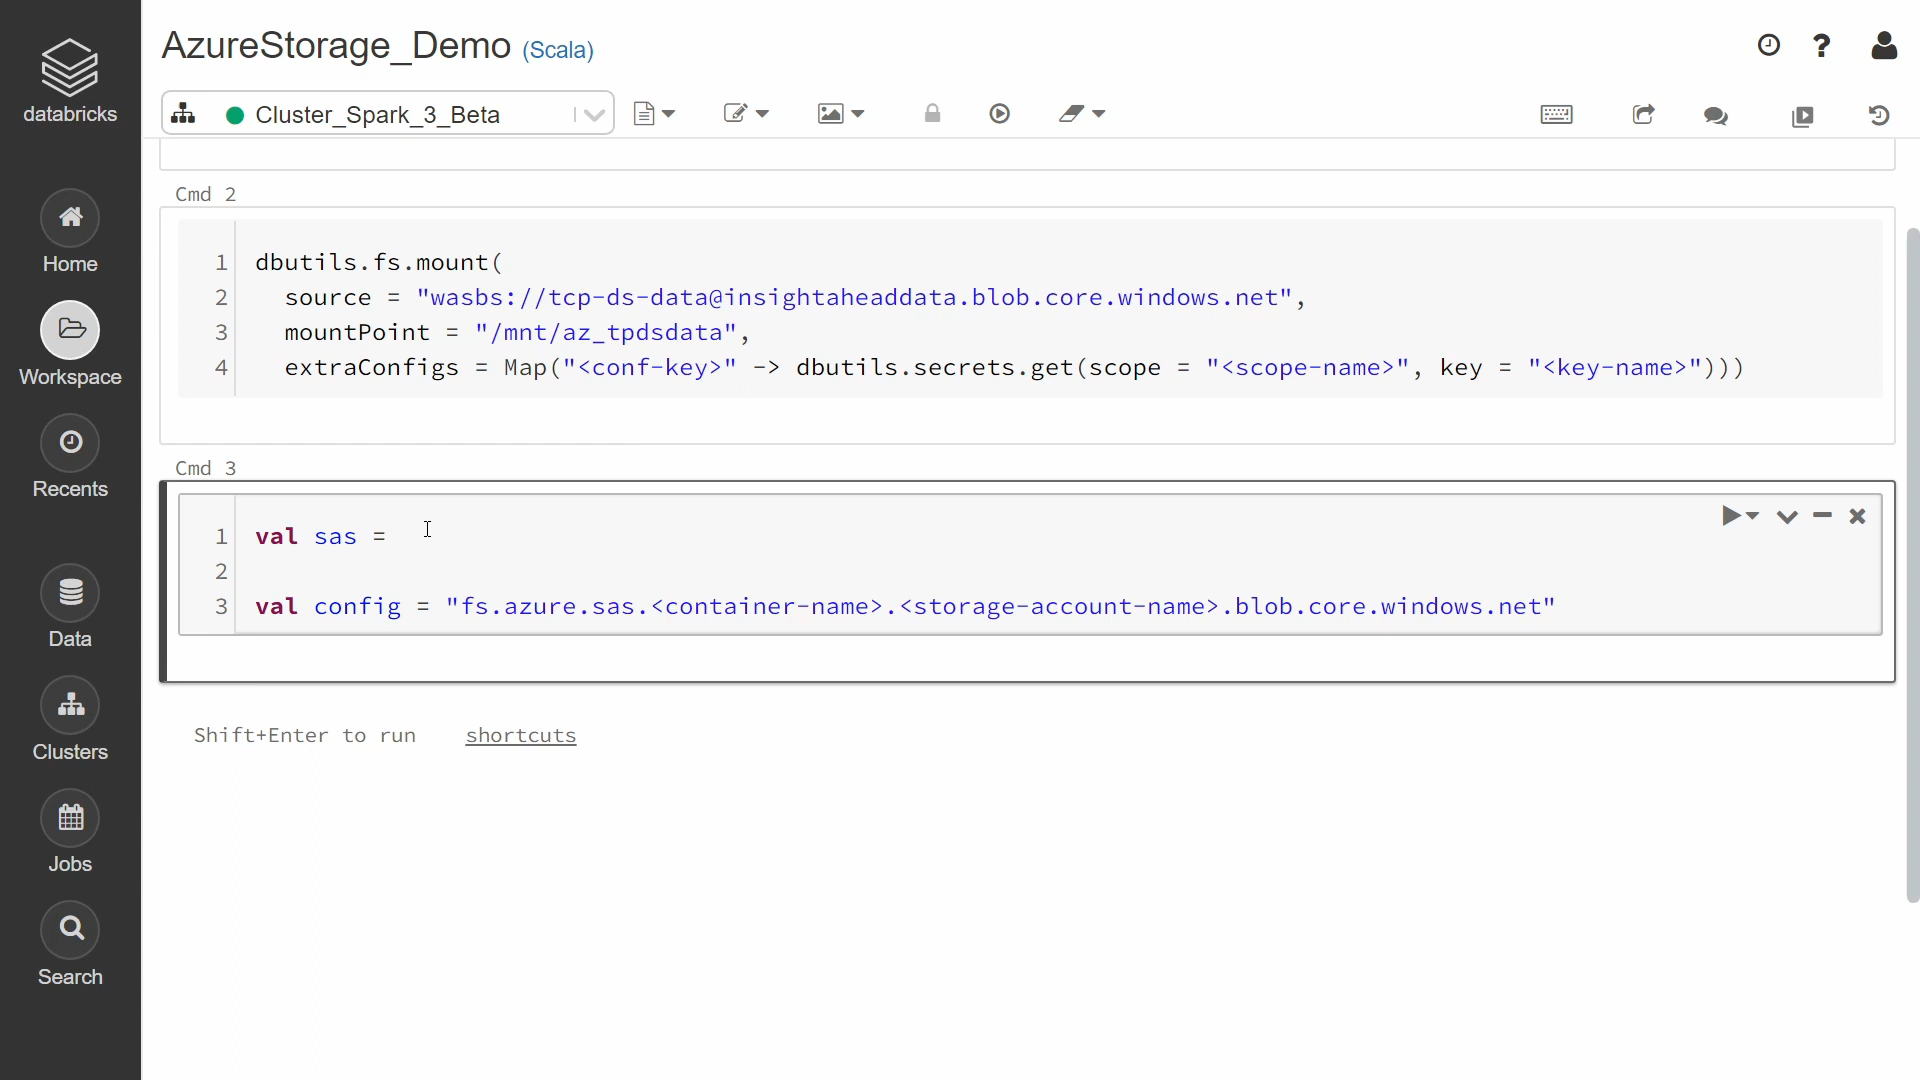 databricks
Home
Workspace
Recents
Data
Clusters
Jobs
Search
AzureStorage_Demo (Scala)
?
Cluster_Spark_3_Beta
Cmd 2
1 dbutils.fs.mount(
2 source = "wasbs://tcp-ds-data@insightaheaddata.blob.core.windows.net",
3 mountPoint = "/mnt/az_tpdsdata",
4 extraConfigs = Map("<conf-key>" -> dbutils.secrets.get(scope = "<scope-name>", key = "<key-name>")))
Cmd 3
1 val sas =
2
3 val config = "fs.azure.sas.<container-name>.<storage-account-name>.blob.core.windows.net"
Shift+Enter to run shortcuts